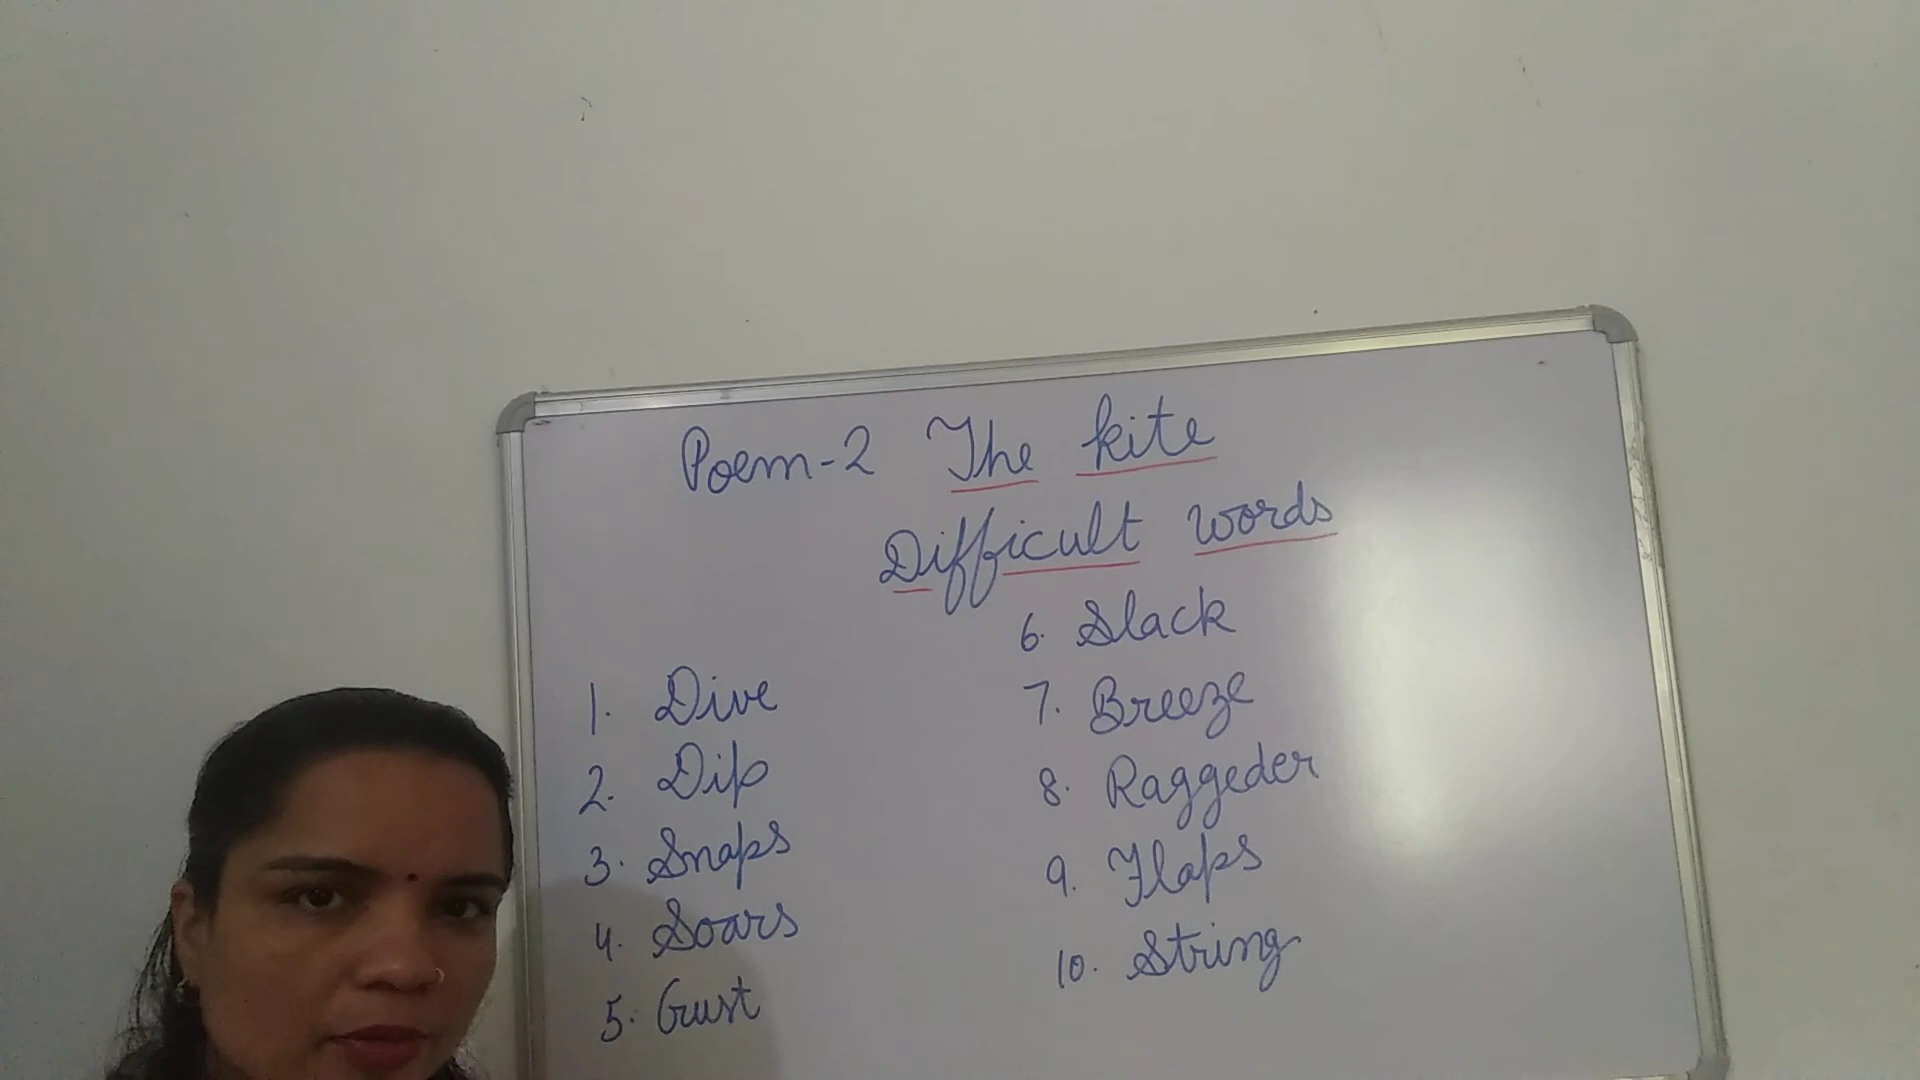 Poem-2 The kite
Difficult words
1. Dive
2. Dip
3. Snaps
4. Soars
5. Gust
6. Slack
7. Breeze
8. Raggeder
9. Flaps
10. String